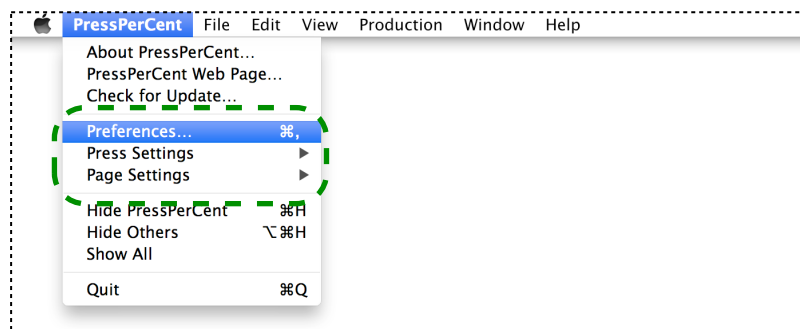 PressPerCent File Edit View Production Window Help
About PressPerCent...
PressPerCent Web Page...
Check for Update...
Preferences... ⌘,
Press Settings ▶
Page Settings ▶
Hide PressPerCent ⌘H
Hide Others ⌥⌘H
Show All
Quit ⌘Q